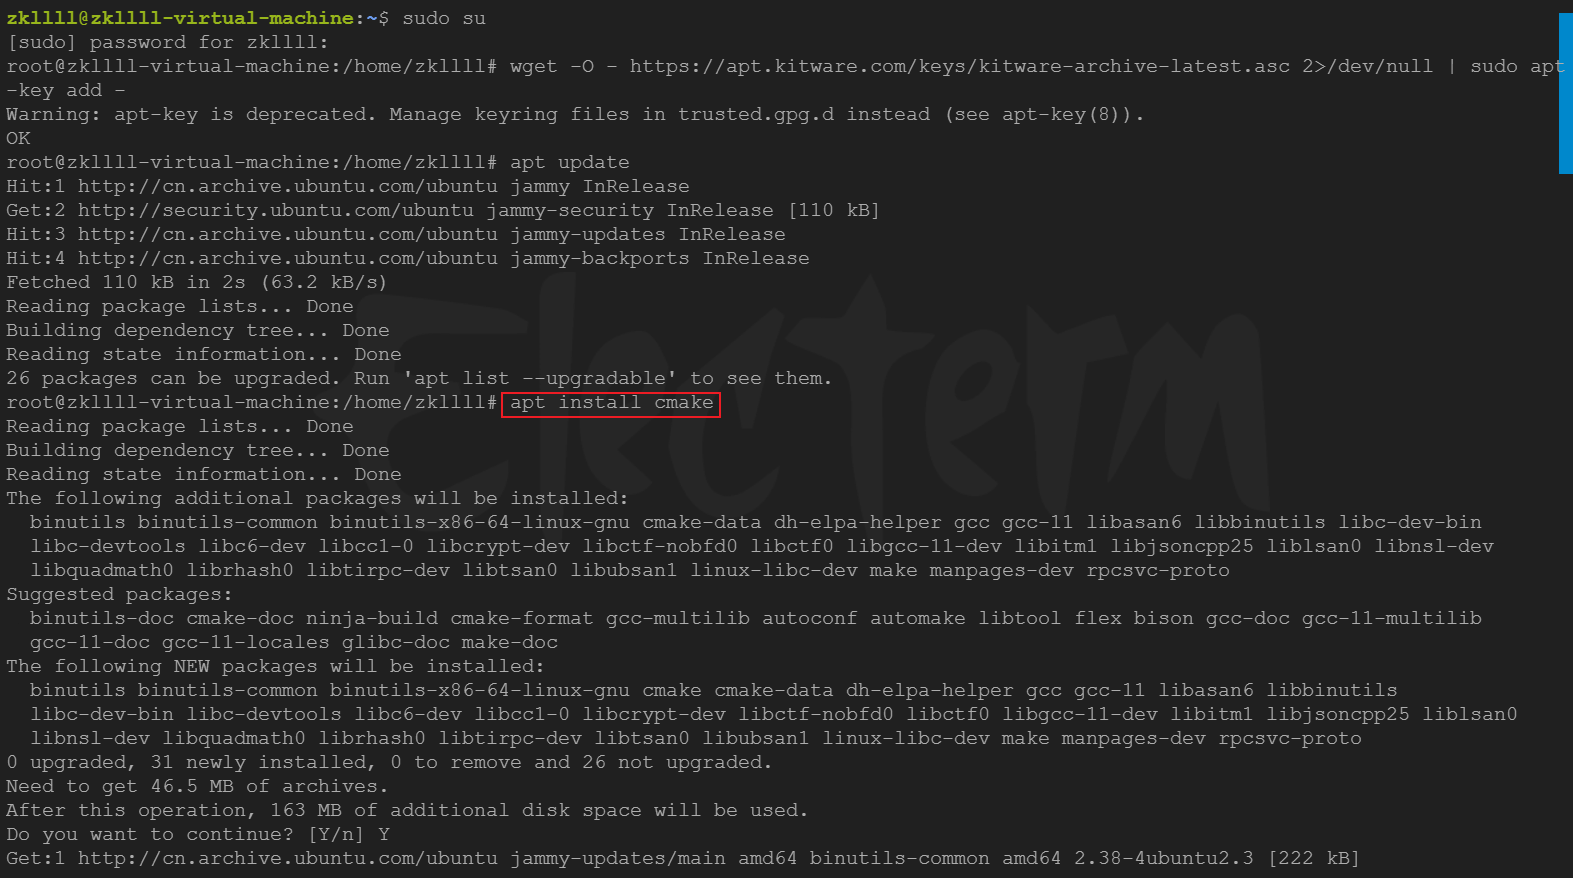 zkllll@zkllll-virtual-machine:~$ sudo su
[sudo] password for zkllll:
root@zkllll-virtual-machine:/home/zkllll# wget -O - https://apt.kitware.com/keys/kitware-archive-latest.asc 2>/dev/null | sudo apt
-key add -
Warning: apt-key is deprecated. Manage keyring files in trusted.gpg.d instead (see apt-key(8)).
OK
root@zkllll-virtual-machine:/home/zkllll# apt update
Hit:1 http://cn.archive.ubuntu.com/ubuntu jammy InRelease
Get:2 http://security.ubuntu.com/ubuntu jammy-security InRelease [110 kB]
Hit:3 http://cn.archive.ubuntu.com/ubuntu jammy-updates InRelease
Hit:4 http://cn.archive.ubuntu.com/ubuntu jammy-backports InRelease
Fetched 110 kB in 2s (63.2 kB/s)
Reading package lists... Done
Building dependency tree... Done
Reading state information... Done
26 packages can be upgraded. Run 'apt list --upgradable' to see them.
root@zkllll-virtual-machine:/home/zkllll# apt install cmake
Reading package lists... Done
Building dependency tree... Done
Reading state information... Done
The following additional packages will be installed:
  binutils binutils-common binutils-x86-64-linux-gnu cmake-data dh-elpa-helper gcc gcc-11 libasan6 libbinutils libc-dev-bin
  libc-devtools libc6-dev libcc1-0 libcrypt-dev libctf-nobfd0 libctf0 libgcc-11-dev libitm1 libjsoncpp25 liblsan0 libnsl-dev
  libquadmath0 librhash0 libtirpc-dev libtsan0 libubsan1 linux-libc-dev make manpages-dev rpcsvc-proto
Suggested packages:
  binutils-doc cmake-doc ninja-build cmake-format gcc-multilib autoconf automake libtool flex bison gcc-doc gcc-11-multilib
  gcc-11-doc gcc-11-locales glibc-doc make-doc
The following NEW packages will be installed:
  binutils binutils-common binutils-x86-64-linux-gnu cmake cmake-data dh-elpa-helper gcc gcc-11 libasan6 libbinutils
  libc-dev-bin libc-devtools libc6-dev libcc1-0 libcrypt-dev libctf-nobfd0 libctf0 libgcc-11-dev libitm1 libjsoncpp25 liblsan0
  libnsl-dev libquadmath0 librhash0 libtirpc-dev libtsan0 libubsan1 linux-libc-dev make manpages-dev rpcsvc-proto
0 upgraded, 31 newly installed, 0 to remove and 26 not upgraded.
Need to get 46.5 MB of archives.
After this operation, 163 MB of additional disk space will be used.
Do you want to continue? [Y/n] Y
Get:1 http://cn.archive.ubuntu.com/ubuntu jammy-updates/main amd64 binutils-common amd64 2.38-4ubuntu2.3 [222 kB]
Electerm